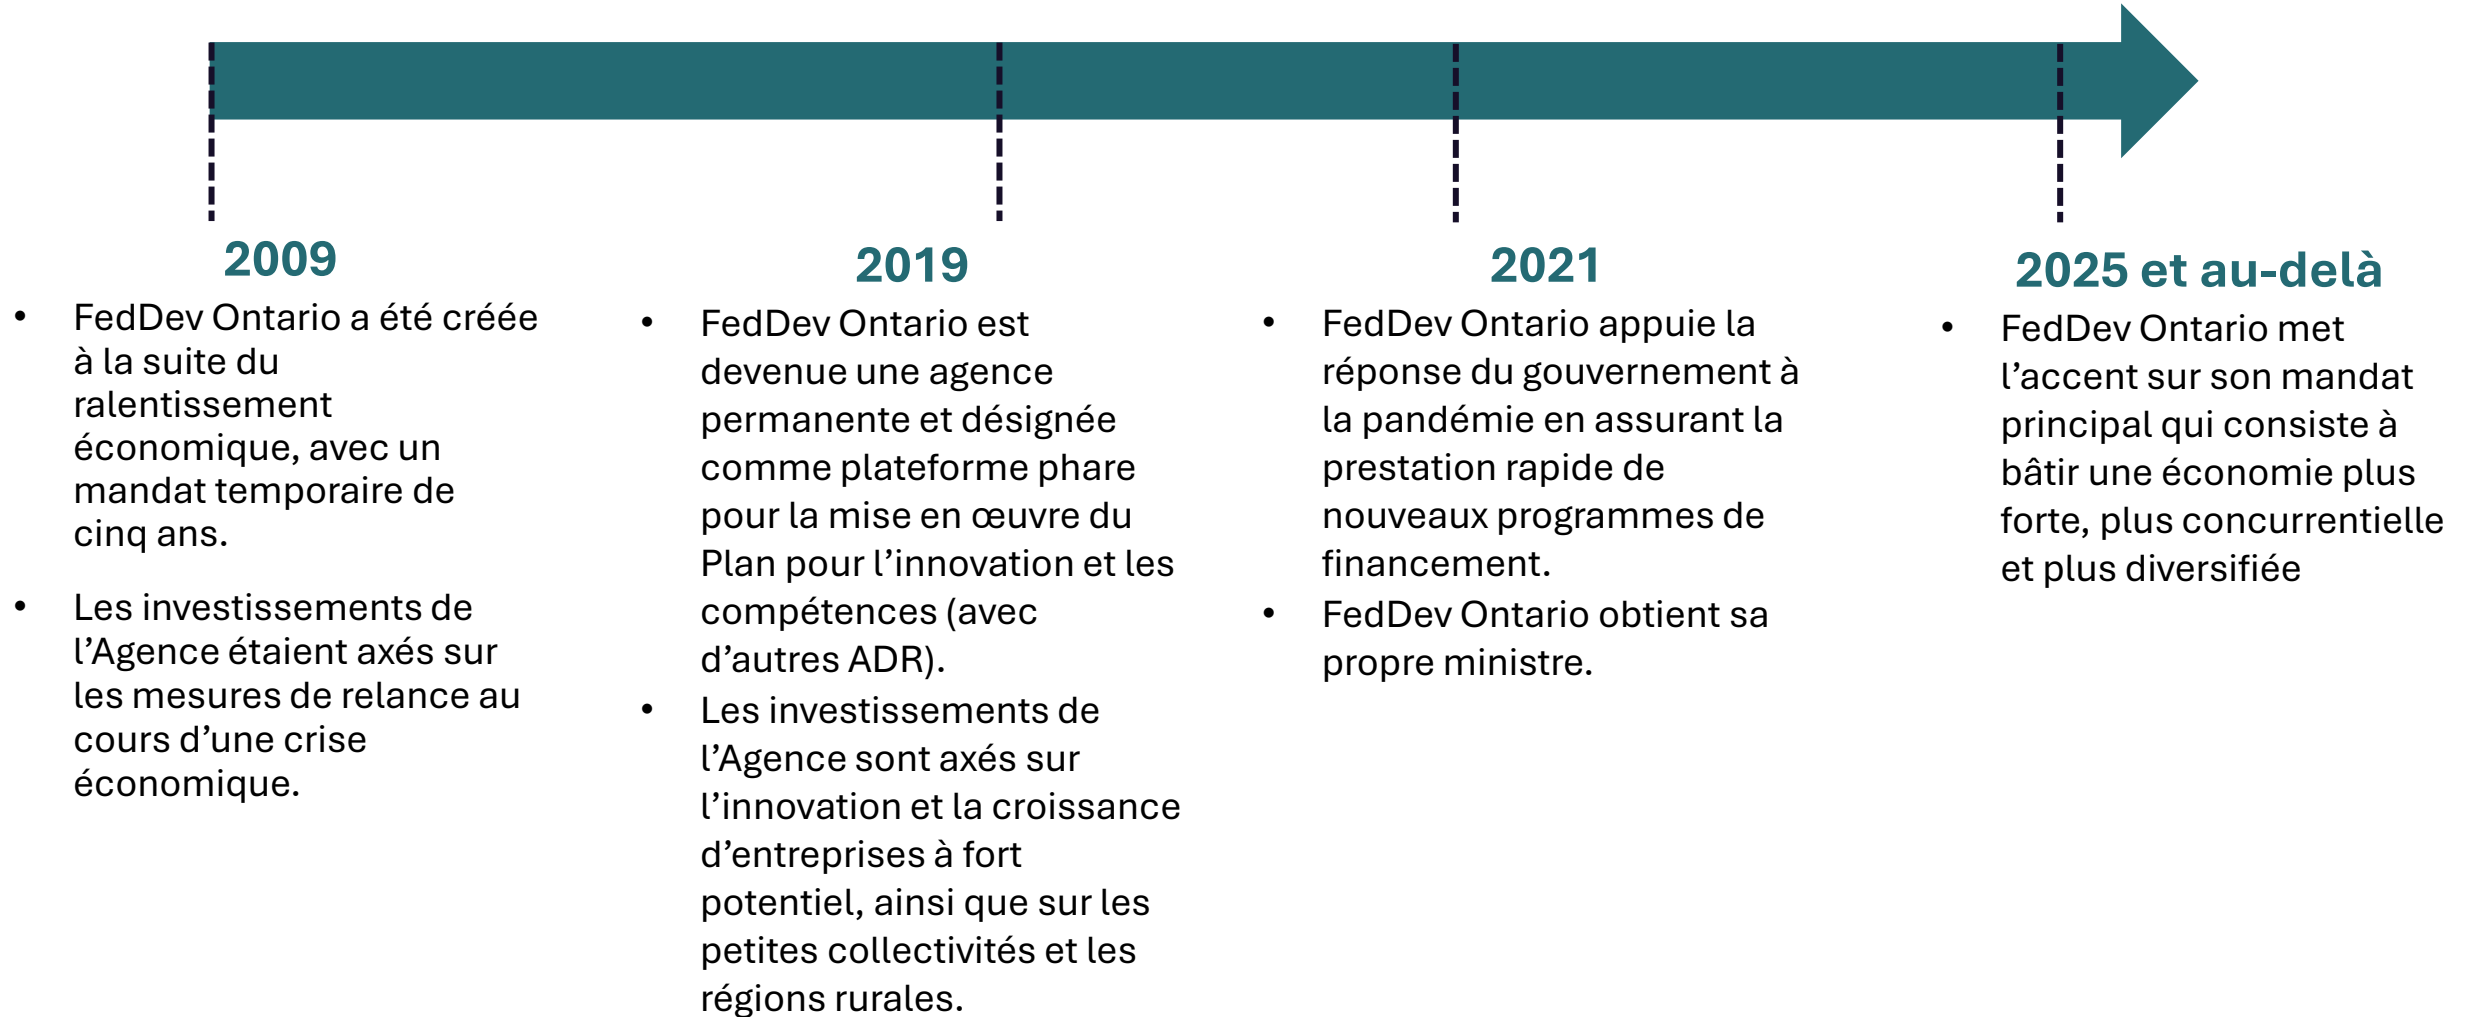 2009
• FedDev Ontario a été créée
à la suite du
ralentissement
économique, avec un
mandat temporaire de
cinq ans.
• Les investissements de
l’Agence étaient axés sur
les mesures de relance au
cours d’une crise
économique.
2019
• FedDev Ontario est
devenue une agence
permanente et désignée
comme plateforme phare
pour la mise en œuvre du
Plan pour l’innovation et les
compétences (avec
d’autres ADR).
• Les investissements de
l’Agence sont axés sur
l’innovation et la croissance
d’entreprises à fort
potentiel, ainsi que sur les
petites collectivités et les
régions rurales.
2021
• FedDev Ontario appuie la
réponse du gouvernement à
la pandémie en assurant la
prestation rapide de
nouveaux programmes de
financement.
• FedDev Ontario obtient sa
propre ministre.
2025 et au-delà
• FedDev Ontario met
l’accent sur son mandat
principal qui consiste à
bâtir une économie plus
forte, plus concurrentielle
et plus diversifiée